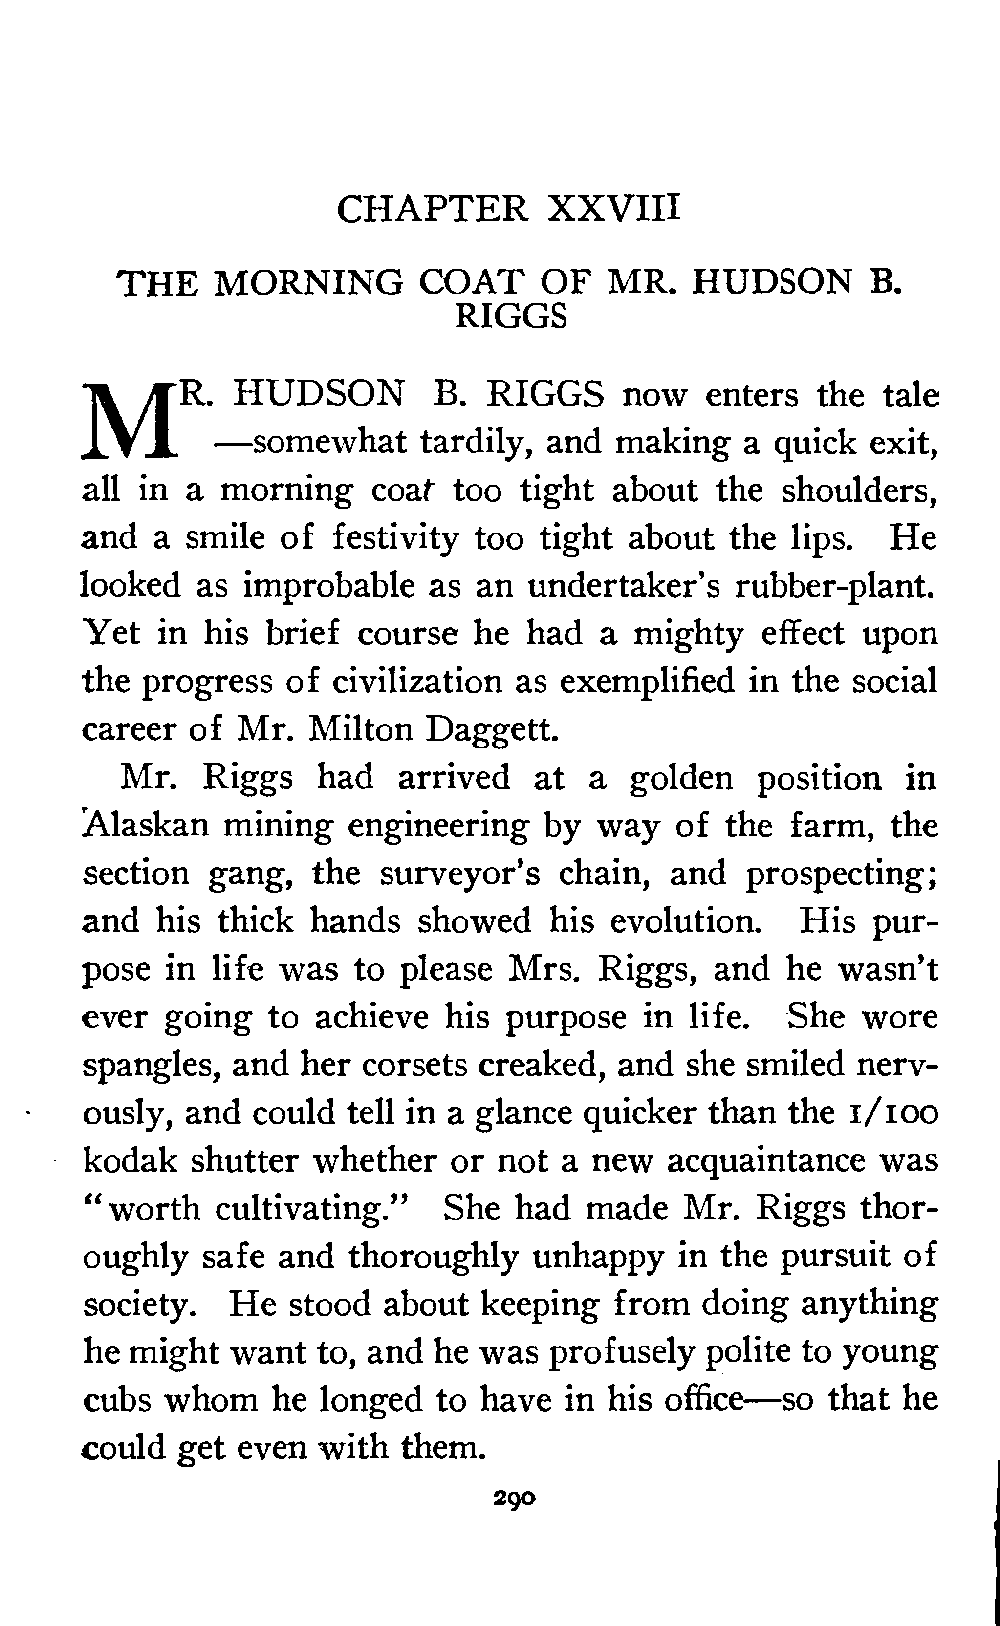 CHAPTER XXVIII
THE MORNING COAT OF MR. HUDSON B.
RIGGS
MR. HUDSON B. RIGGS now enters the tale
—somewhat tardily, and making a quick exit,
all in a morning coat too tight about the shoulders,
and a smile of festivity too tight about the lips. He
looked as improbable as an undertaker's rubber-plant.
Yet in his brief course he had a mighty effect upon
the progress of civilization as exemplified in the social
career of Mr. Milton Daggett.
Mr. Riggs had arrived at a golden position in
Alaskan mining engineering by way of the farm, the
section gang, the surveyor's chain, and prospecting;
and his thick hands showed his evolution. His pur-
pose in life was to please Mrs. Riggs, and he wasn't
ever going to achieve his purpose in life. She wore
spangles, and her corsets creaked, and she smiled nerv-
ously, and could tell in a glance quicker than the 1/100
kodak shutter whether or not a new acquaintance was
"worth cultivating." She had made Mr. Riggs thor-
oughly safe and thoroughly unhappy in the pursuit of
society. He stood about keeping from doing anything
he might want to, and he was profusely polite to young
cubs whom he longed to have in his office—so that he
could get even with them.
290